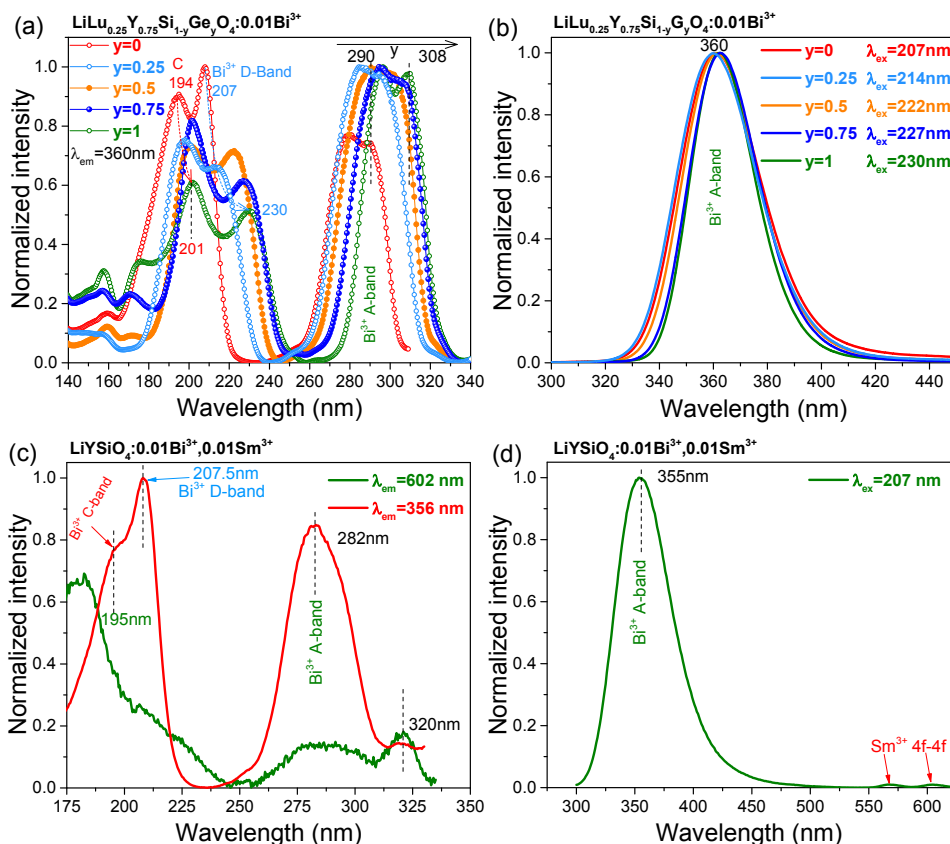 (a)
LiLu0.25Y0.75Si1-yGeyO4:0.01Bi3+
y=0
y=0.25
y=0.5
y=0.75
y=1
λem=360nm
C
194
Bi3+ D-Band
207
201
230
290
y
308
Bi3+ A-band
Normalized intensity
1.0
0.8
0.6
0.4
0.2
0.0
140 160 180 200 220 240 260 280 300 320 340
Wavelength (nm)
(b)
LiLu0.25Y0.75Si1-yGyO4:0.01Bi3+
360
y=0 λex=207nm
y=0.25 λex=214nm
y=0.5 λex=222nm
y=0.75 λex=227nm
y=1 λex=230nm
Bi3+ A-band
Normalized intensity
1.0
0.8
0.6
0.4
0.2
0.0
300 320 340 360 380 400 420 440
Wavelength (nm)
(c)
LiYSiO4:0.01Bi3+,0.01Sm3+
λem=602 nm
λem=356 nm
Bi3+ C-band
207.5nm
Bi3+ D-band
195nm
282nm
Bi3+ A-band
320nm
Normalized intensity
1.0
0.8
0.6
0.4
0.2
0.0
175 200 225 250 275 300 325 350
Wavelength (nm)
(d)
LiYSiO4:0.01Bi3+,0.01Sm3+
λex=207 nm
355nm
Bi3+ A-band
Sm3+ 4f-4f
Normalized intensity
1.0
0.8
0.6
0.4
0.2
0.0
300 350 400 450 500 550 600
Wavelength (nm)